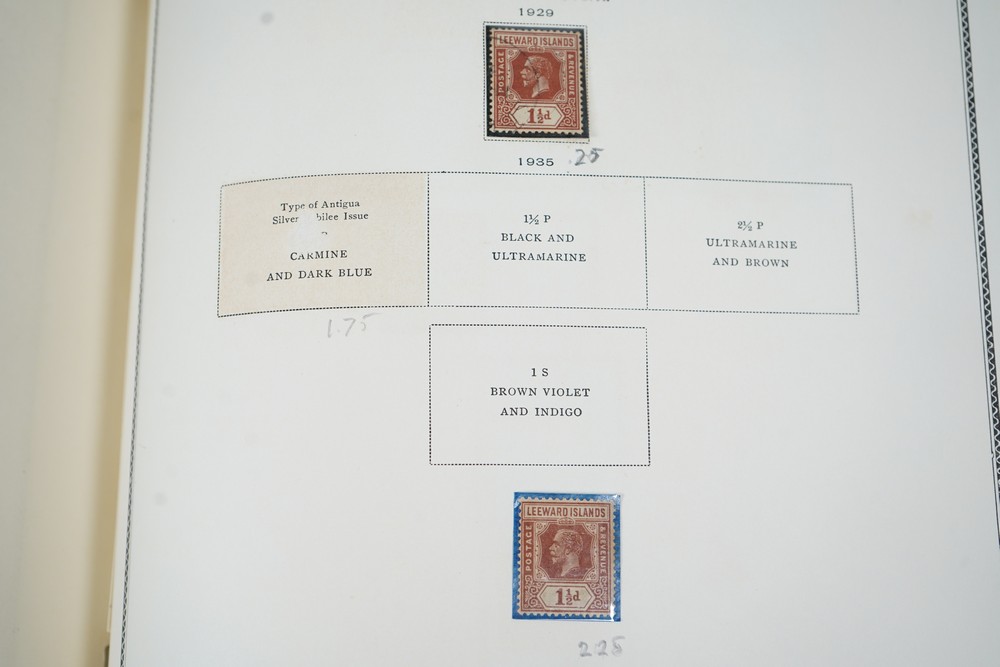 1929
LEEWARD ISLANDS
POSTAGE & REVENUE
1½d
.25
1935
Type of Antigua
Silver bilee Issue
CARMINE
AND DARK BLUE
1½ P
BLACK AND
ULTRAMARINE
2½ P
ULTRAMARINE
AND BROWN
1.75
1 S
BROWN VIOLET
AND INDIGO
LEEWARD ISLANDS
POSTAGE & REVENUE
1½d
2.25